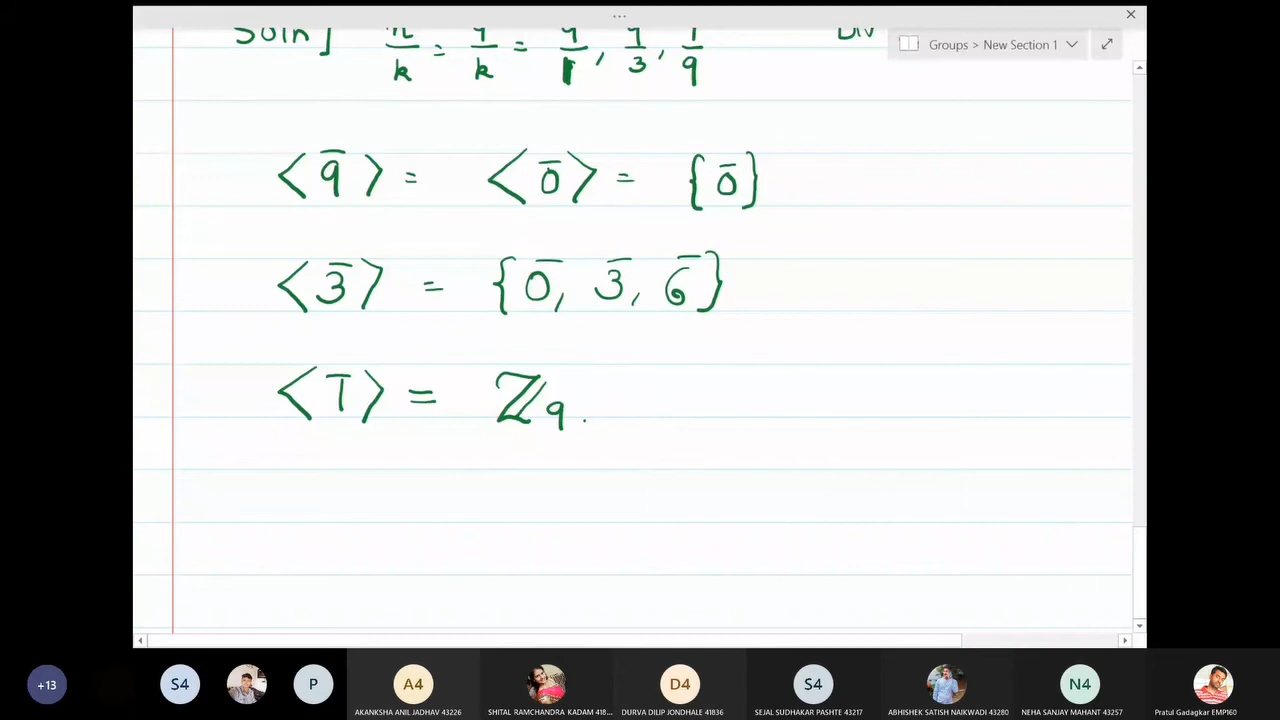 ...
Groups > New Section 1
Soln] n/k = 9/k = 9/1, 9/3, 9/9
⟨9̄⟩ = ⟨0̄⟩ = {0̄}
⟨3̄⟩ = {0̄, 3̄, 6̄}
⟨1̄⟩ = ℤ₉.
+13
S4
P
A4
D4
S4
N4
AKANKSHA ANIL JADHAV 43226
SHITAL RAMCHANDRA KADAM 418...
DURVA DILIP JONDHALE 41836
SEJAL SUDHAKAR PASHTE 43217
ABHISHEK SATISH NAIKWADI 43280
NEHA SANJAY MAHANT 43257
Pratul Gadagkar EMP160